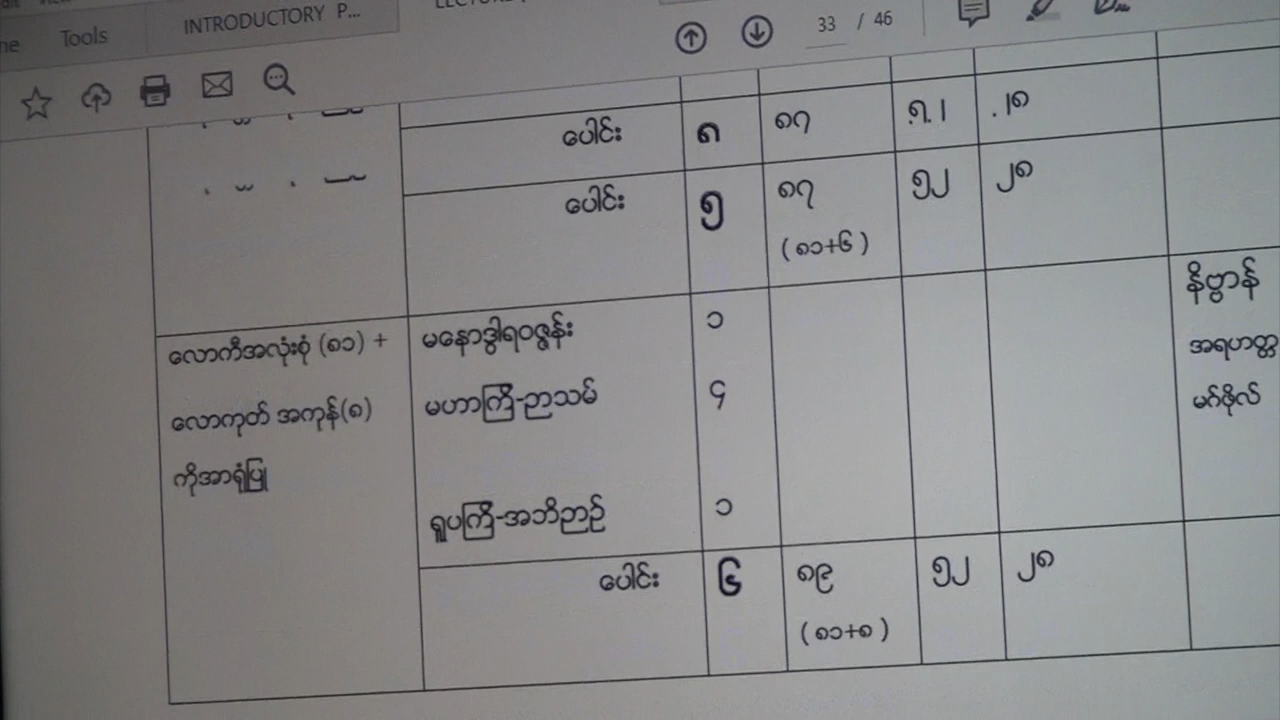 Tools
INTRODUCTORY P...
33 / 46
ပေါင်း ၈ ၈၇
ပေါင်း ၅ ၈၇ ၅၂ ၂၈
(၈၁+၆)
လောကီအလုံးစုံ (၈၁) + မနောဒွါရဝဇ္ဇန်း ၁ နိဗ္ဗာန်
အရဟတ္တ
လောကုတ် အကုန်(၈) မဟာကြိ-ဉာသမ် ၄ မဂ်ဖိုလ်
ကိုအာရုံပြု
ရူပကြိ-အဘိဉာဉ် ၁
ပေါင်း ၆ ၈၉ ၅၂ ၂၈
(၈၁+၈)